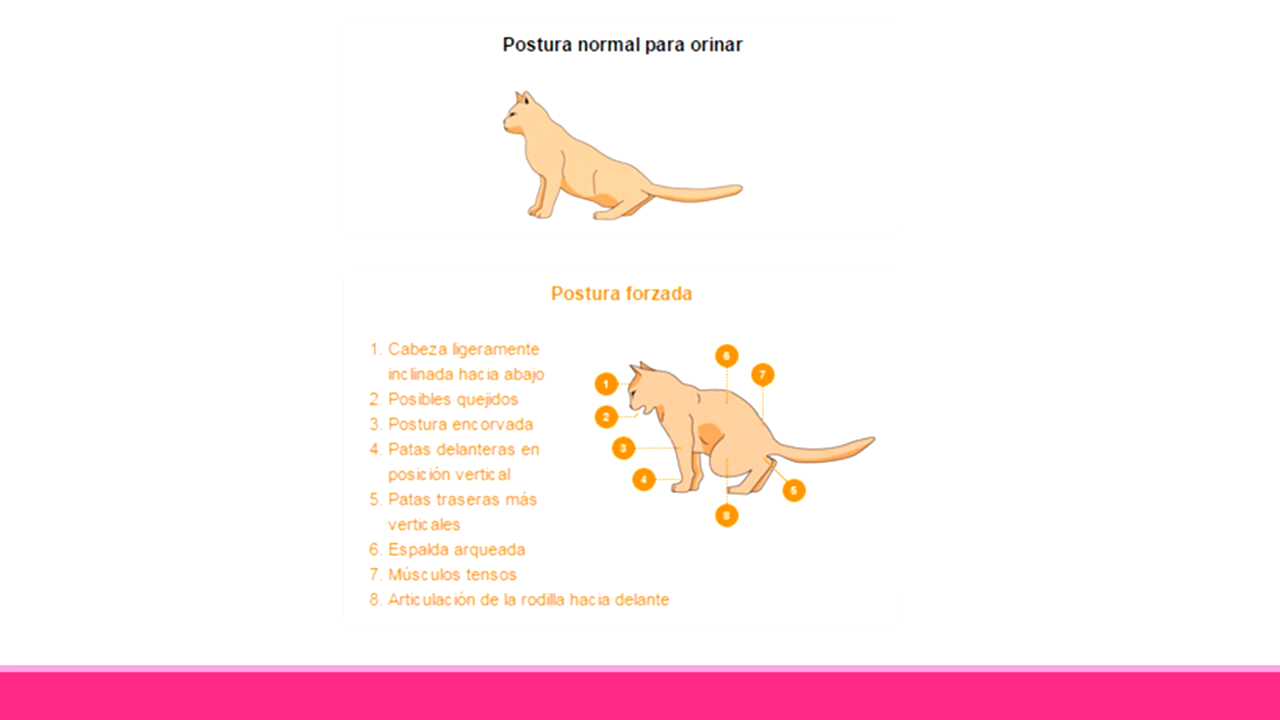 Postura normal para orinar
Postura forzada
1. Cabeza ligeramente
inclinada hacia abajo
2. Posibles quejidos
3. Postura encorvada
4. Patas delanteras en
posición vertical
5. Patas traseras más
verticales
6. Espalda arqueada
7. Músculos tensos
8. Articulación de la rodilla hacia delante
6
7
1
2
3
4
5
8